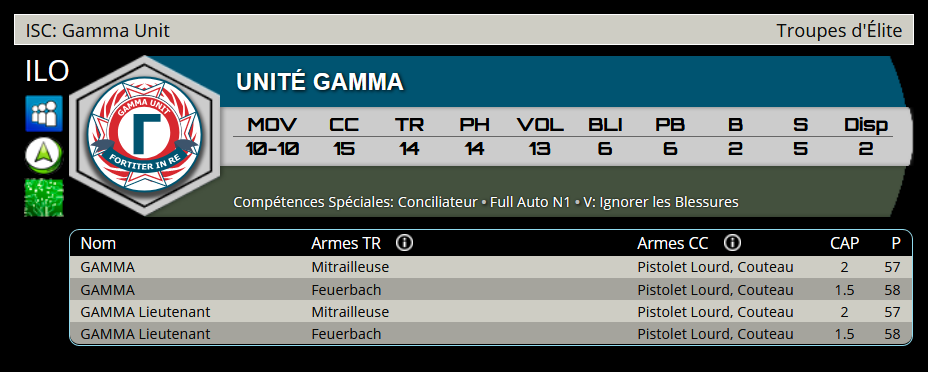 ISC: Gamma Unit Troupes d'Élite
ILO
UNITÉ GAMMA
GAMMA UNIT
Γ
FORTITER IN RE
MOV CC TR PH VOL BLI PB B S Disp
10-10 15 14 14 13 6 6 2 5 2
Compétences Spéciales: Conciliateur • Full Auto N1 • V: Ignorer les Blessures
Nom Armes TR Armes CC CAP P
GAMMA Mitrailleuse Pistolet Lourd, Couteau 2 57
GAMMA Feuerbach Pistolet Lourd, Couteau 1.5 58
GAMMA Lieutenant Mitrailleuse Pistolet Lourd, Couteau 2 57
GAMMA Lieutenant Feuerbach Pistolet Lourd, Couteau 1.5 58